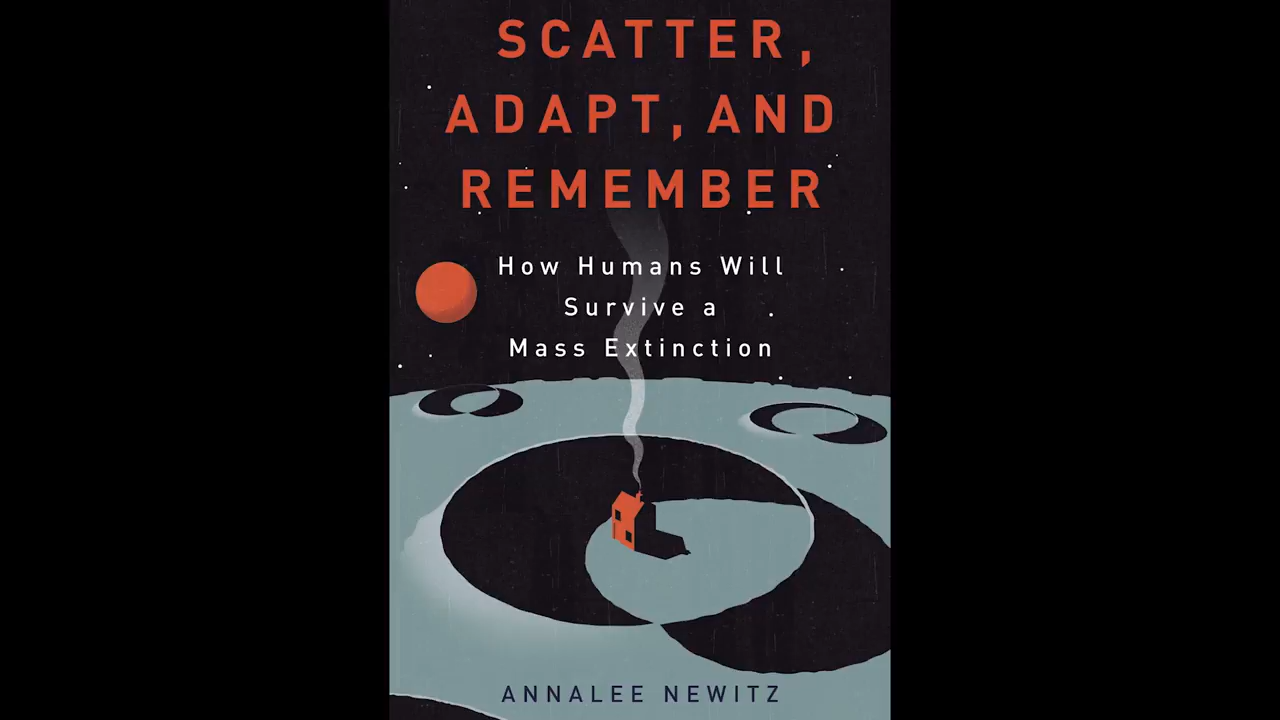 SCATTER,
ADAPT, AND
REMEMBER
How Humans Will
Survive a
Mass Extinction
ANNALEE NEWITZ